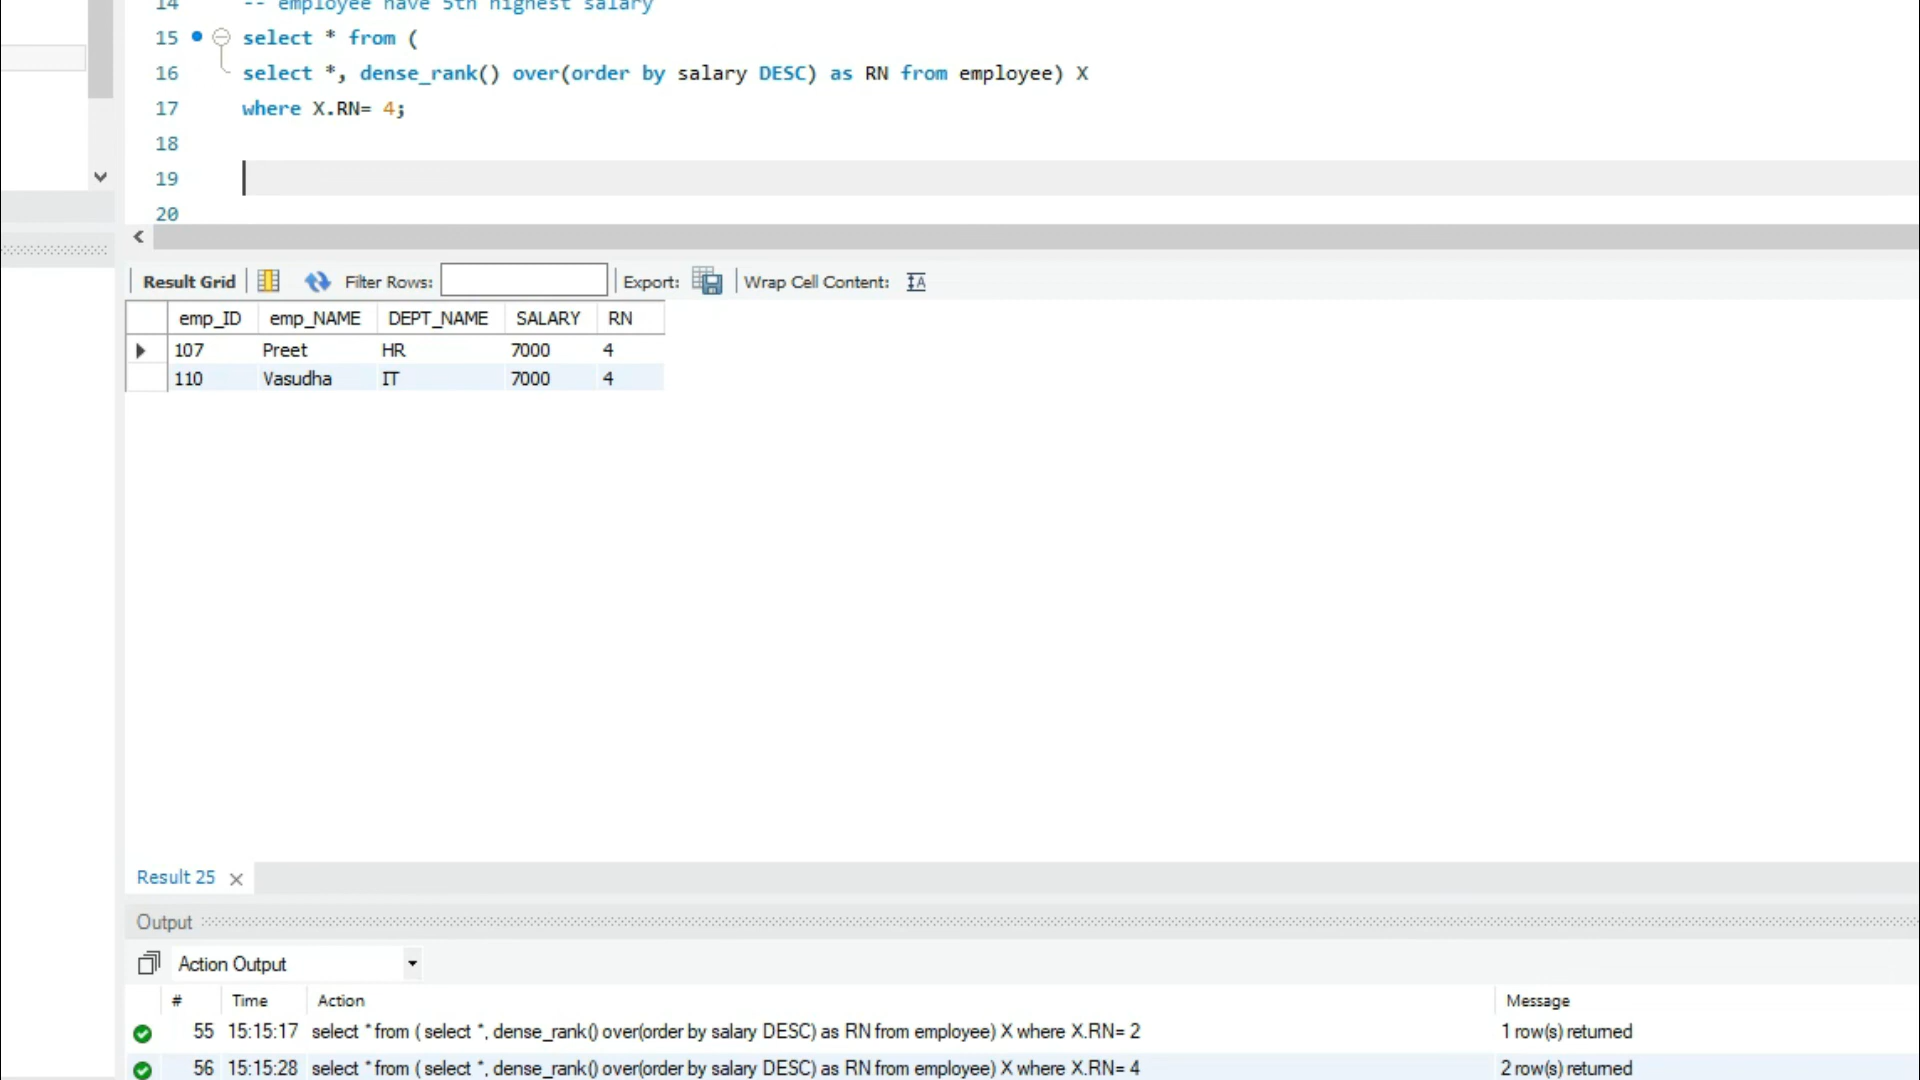 14 -- employee have 5th highest salary
15 select * from (
16 select *, dense_rank() over(order by salary DESC) as RN from employee) X
17 where X.RN= 4;
18
19
20
Result Grid Filter Rows: Export: Wrap Cell Content:
emp_ID emp_NAME DEPT_NAME SALARY RN
107 Preet HR 7000 4
110 Vasudha IT 7000 4
Result 25
Output
Action Output
# Time Action Message
55 15:15:17 select * from ( select *, dense_rank() over(order by salary DESC) as RN from employee) X where X.RN= 2 1 row(s) returned
56 15:15:28 select * from ( select *, dense_rank() over(order by salary DESC) as RN from employee) X where X.RN= 4 2 row(s) returned